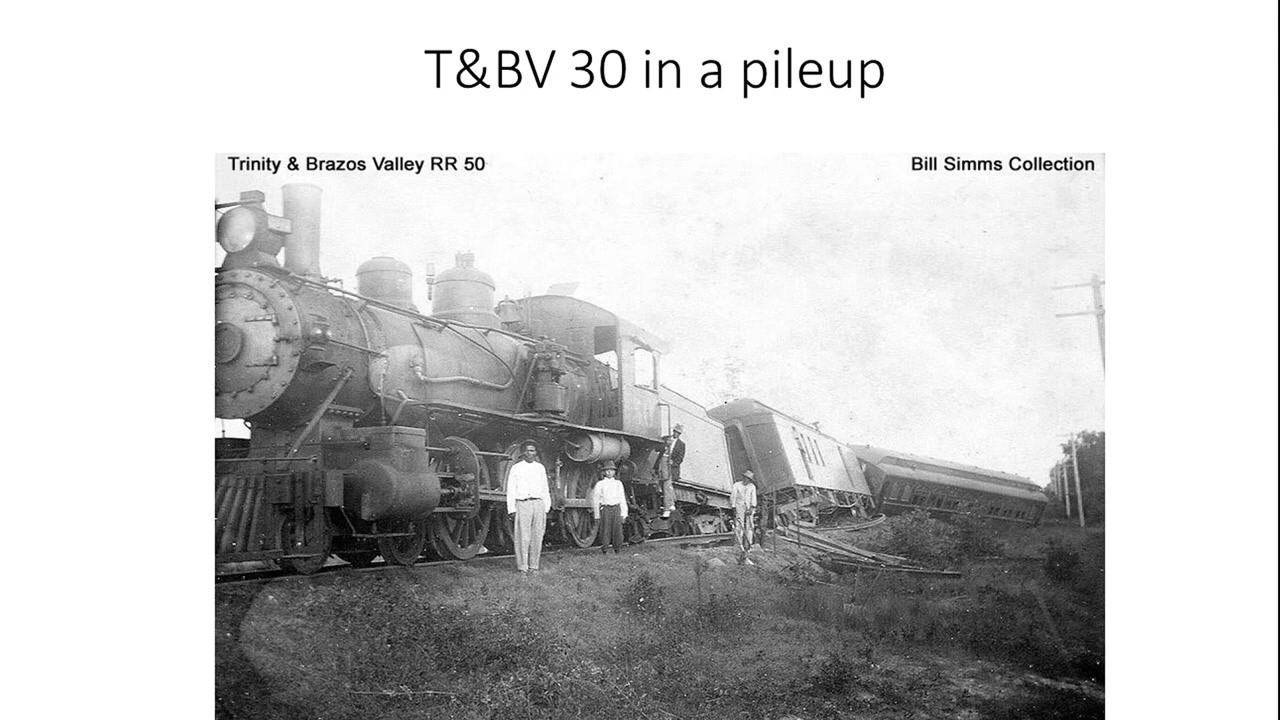 T&BV 30 in a pileup
Trinity & Brazos Valley RR 50
Bill Simms Collection